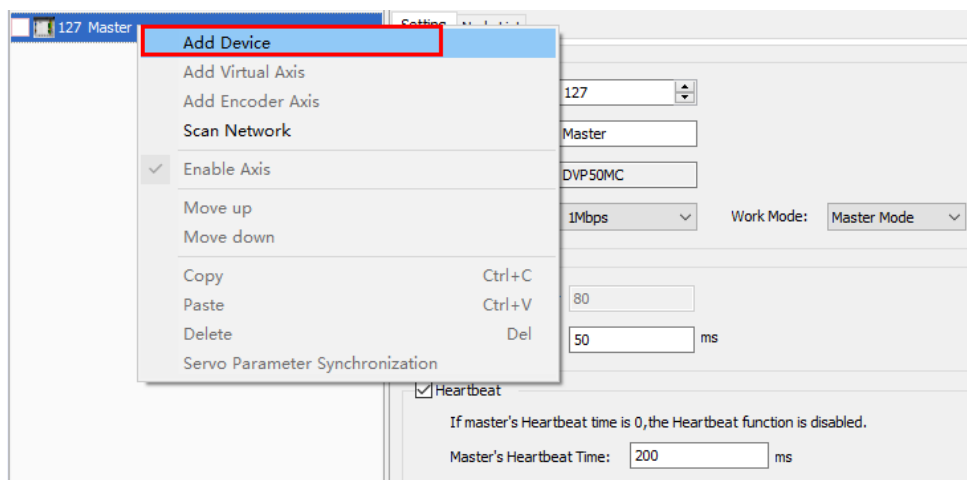 127 Master
Setting
Add Device
Add Virtual Axis
Add Encoder Axis
Scan Network
Enable Axis
Move up
Move down
Copy Ctrl+C
Paste Ctrl+V
Delete Del
Servo Parameter Synchronization
127
Master
DVP50MC
1Mbps Work Mode: Master Mode
80
50 ms
Heartbeat
If master's Heartbeat time is 0,the Heartbeat function is disabled.
Master's Heartbeat Time: 200 ms